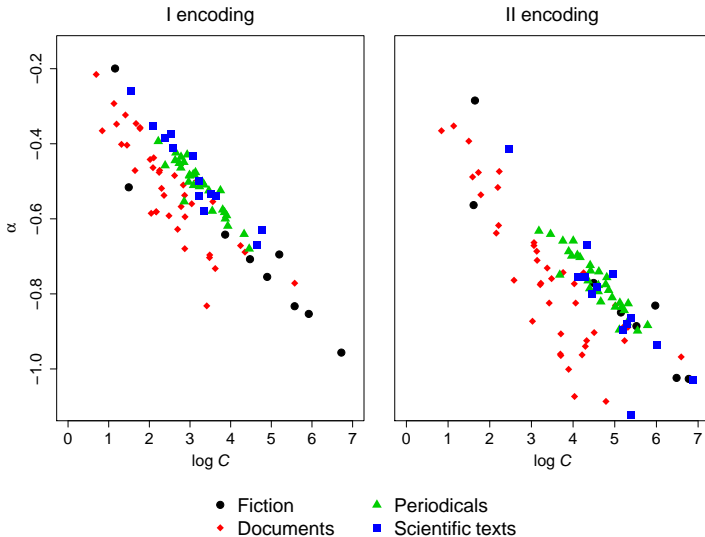 I encoding
II encoding
α
−0.2
−0.4
−0.6
−0.8
−1.0
0 1 2 3 4 5 6 7
0 1 2 3 4 5 6 7
log C
log C
Fiction
Periodicals
Documents
Scientific texts